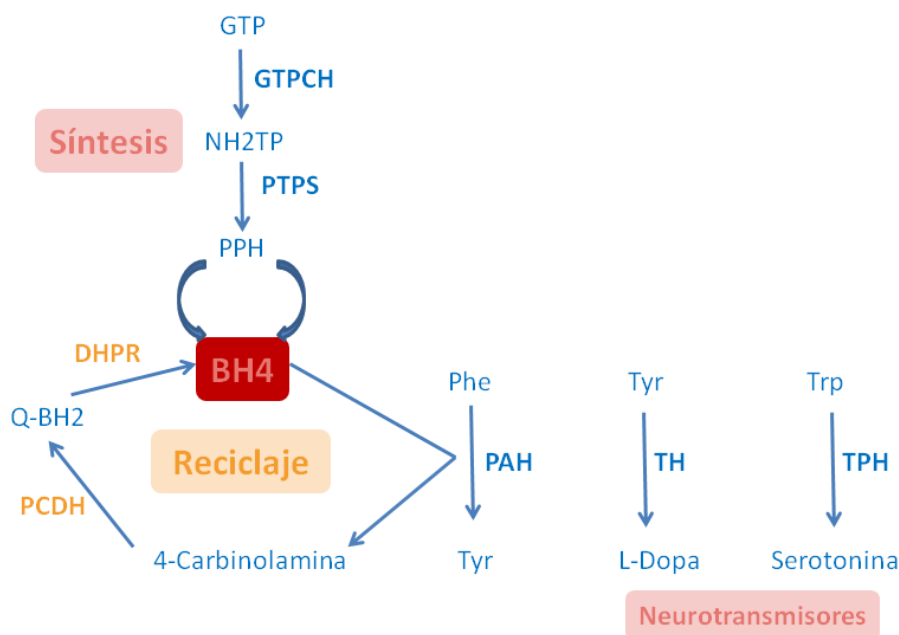 GTP
GTPCH
Síntesis
NH2TP
PTPS
PPH
DHPR
BH4
Phe
Tyr
Trp
Q-BH2
Reciclaje
PAH
TH
TPH
PCDH
4-Carbinolamina
Tyr
L-Dopa
Serotonina
Neurotransmisores